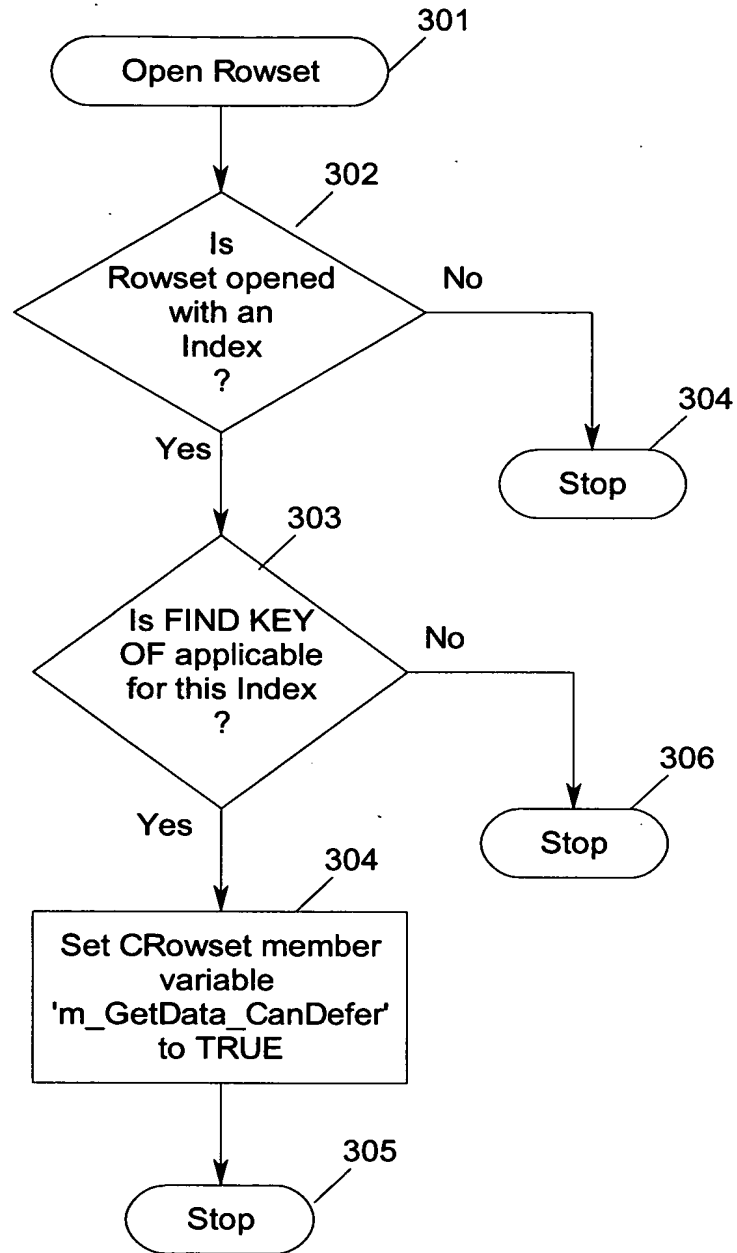 301
Open Rowset
302
Is
Rowset opened
with an
Index
?
No
Yes
304
Stop
303
Is FIND KEY
OF applicable
for this Index
?
No
Yes
306
Stop
304
Set CRowset member
variable
'm_GetData_CanDefer'
to TRUE
305
Stop